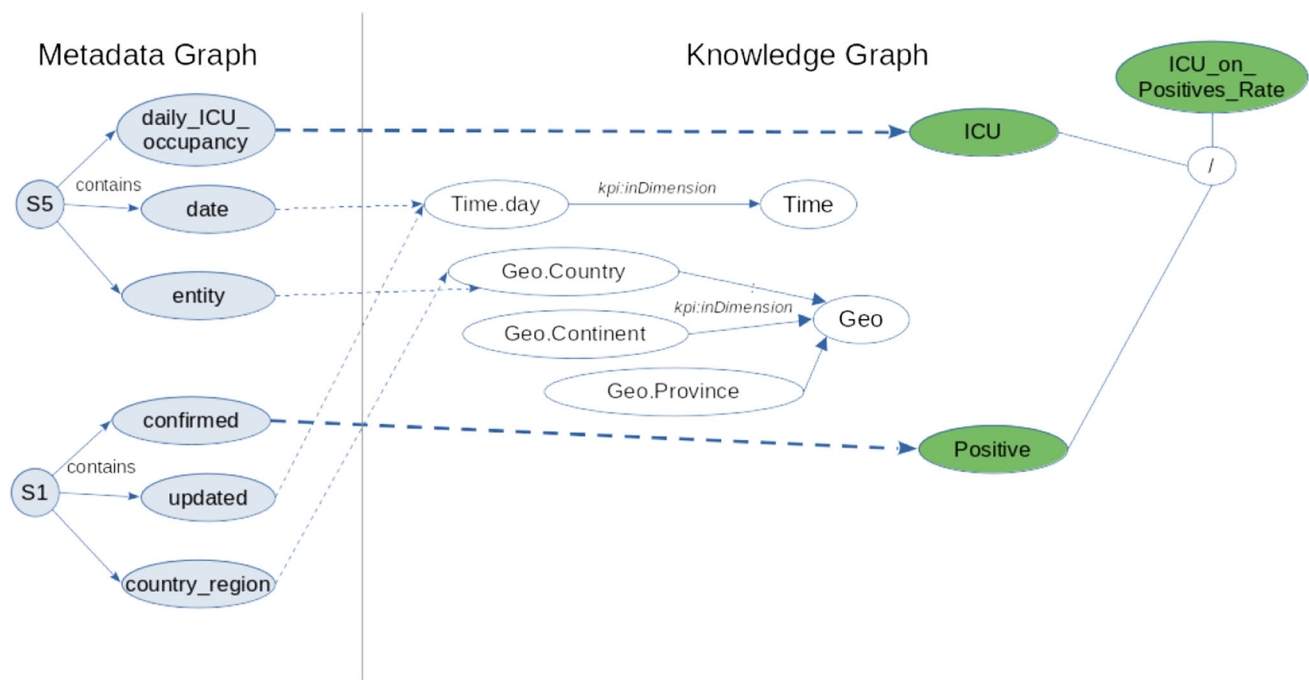 Metadata Graph
Knowledge Graph
ICU_on_
Positives_Rate
daily_ICU_
occupancy
ICU
/
contains
S5
date
Time.day
kpi:inDimension
Time
entity
Geo.Country
kpi:inDimension
Geo.Continent
Geo
Geo.Province
confirmed
Positive
contains
S1
updated
country_region